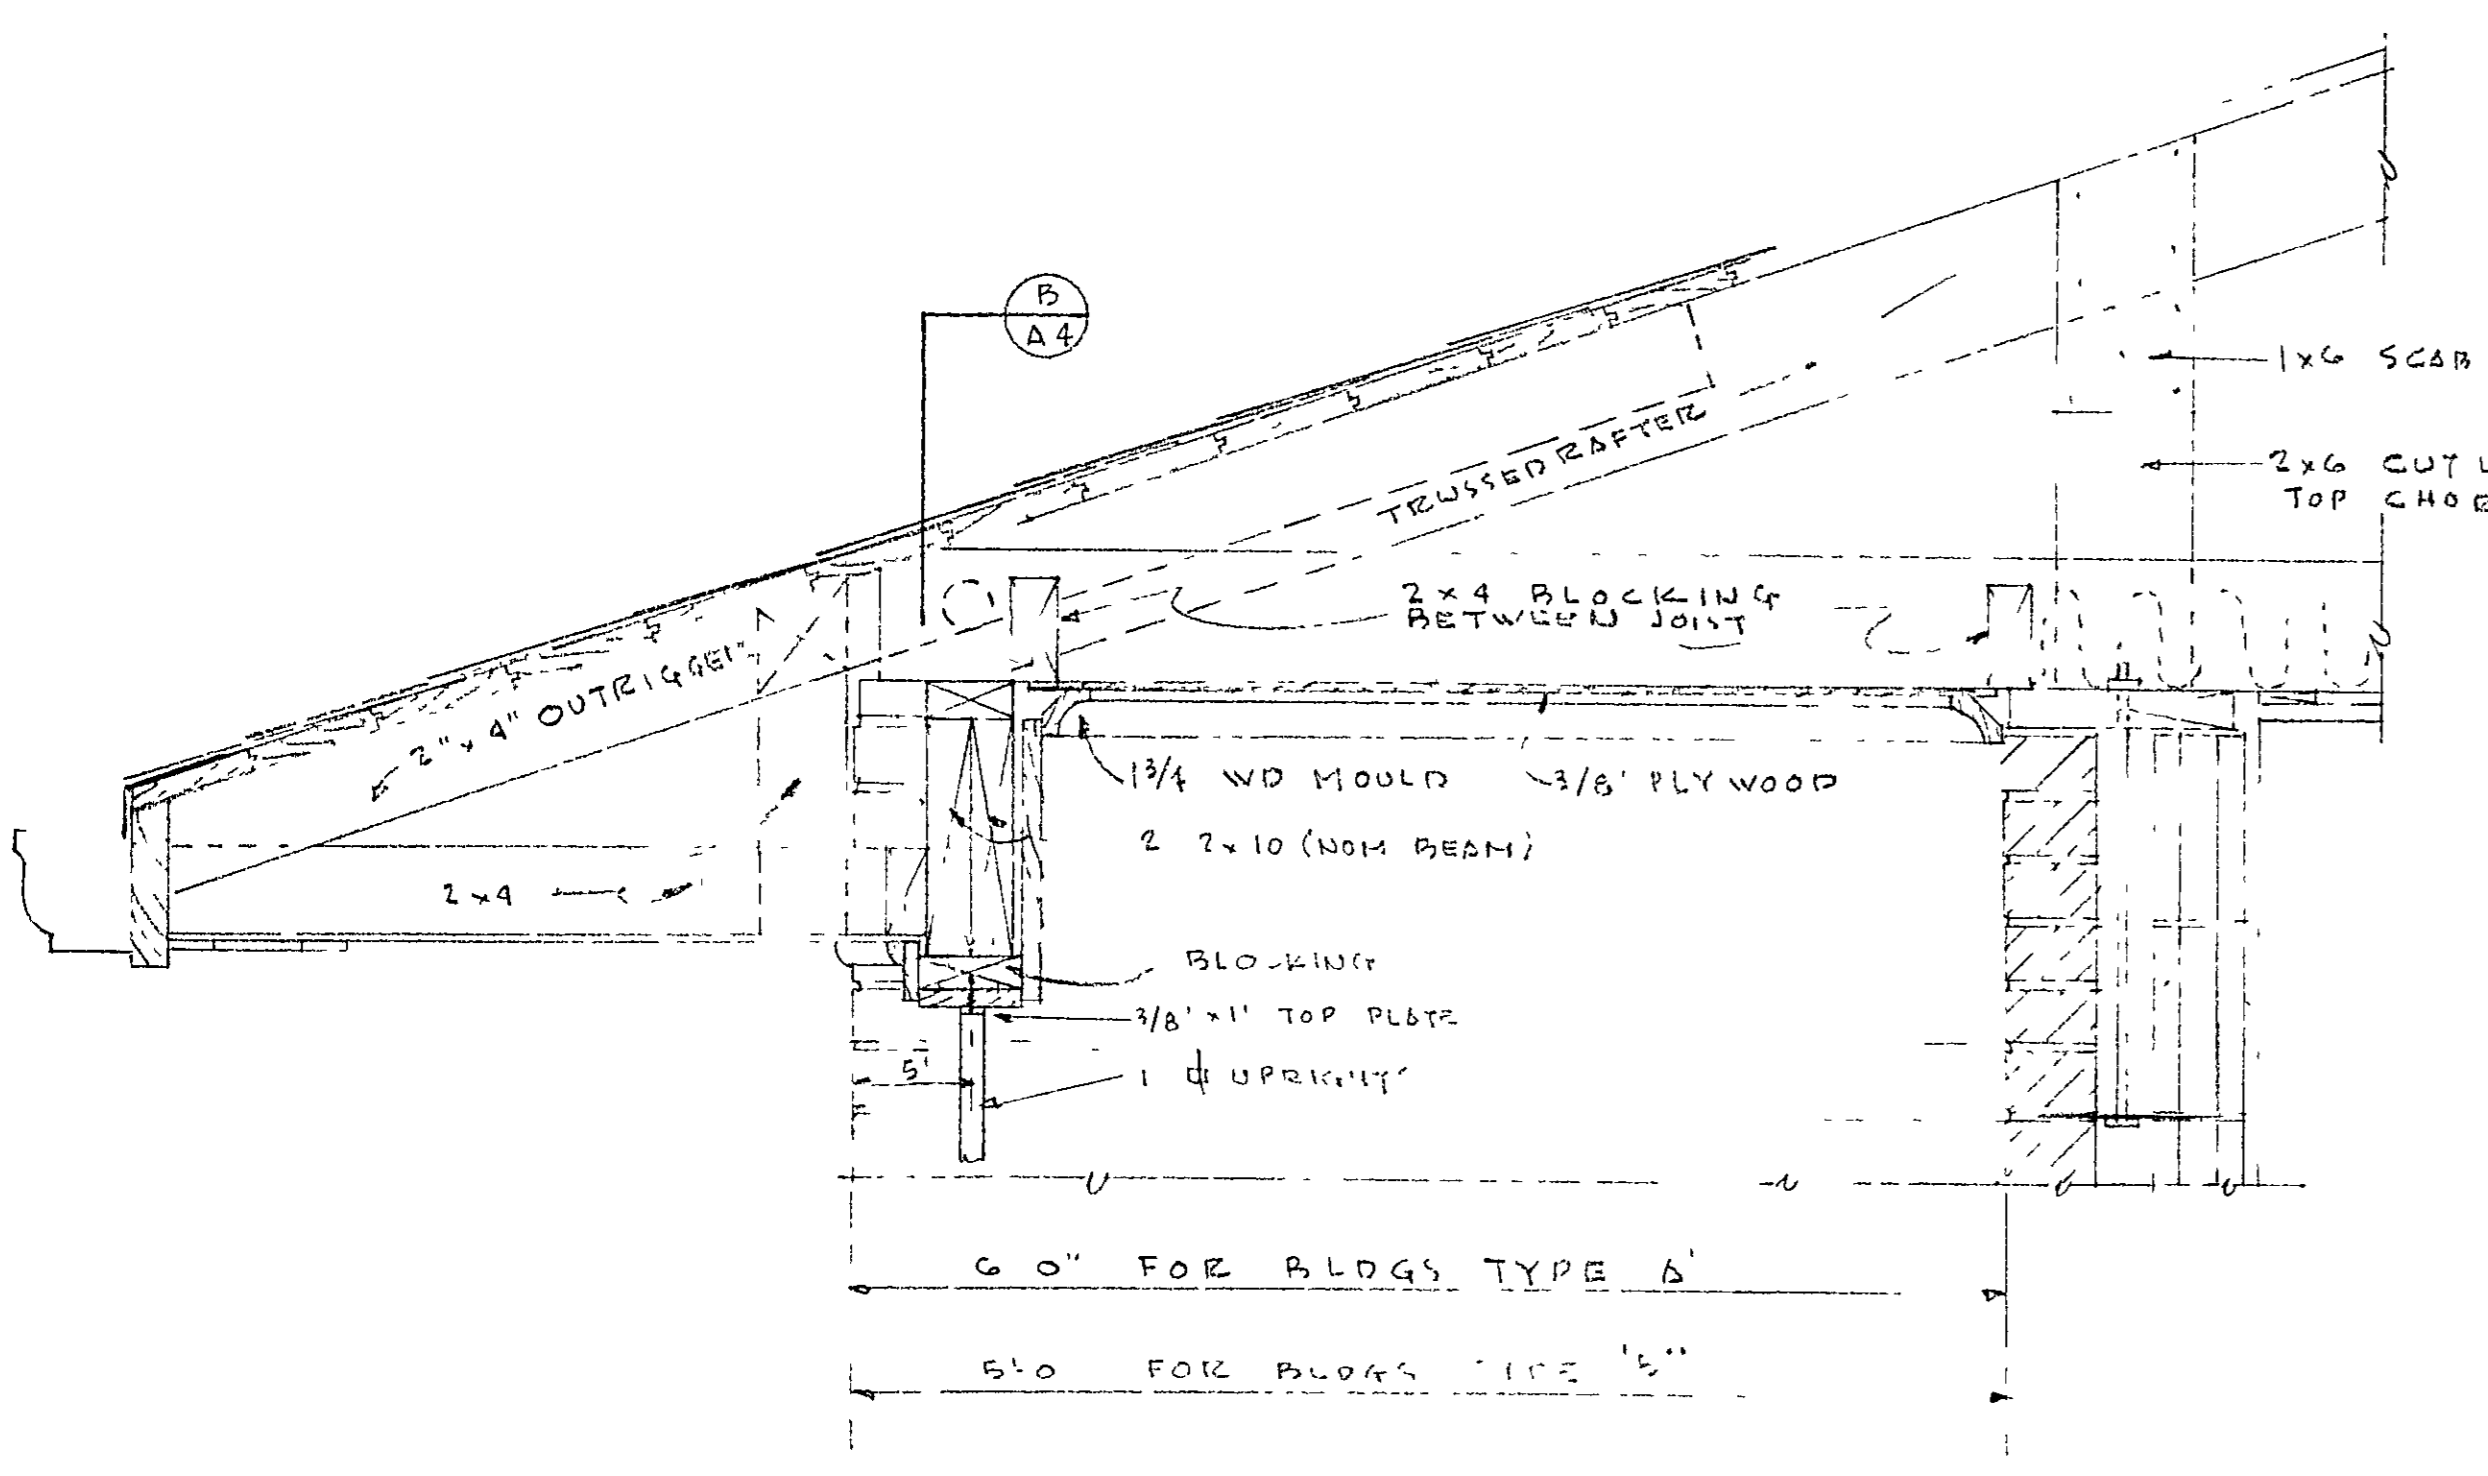 B
A4
1x6 SCAB
2x6 CUT
TOP
TRUSSED RAFTER
2x4 BLOCKING
BETWEEN JOIST
2"x4" OUTRIGGER
1 3/4 WD MOULD
3/8' PLYWOOD
2 2x10 (NOM BEAM)
2x4
3/8'x1' TOP PLATE
5'
1
6 0" FOR BLDGS TYPE A'
5'-0 FOR BLDGS